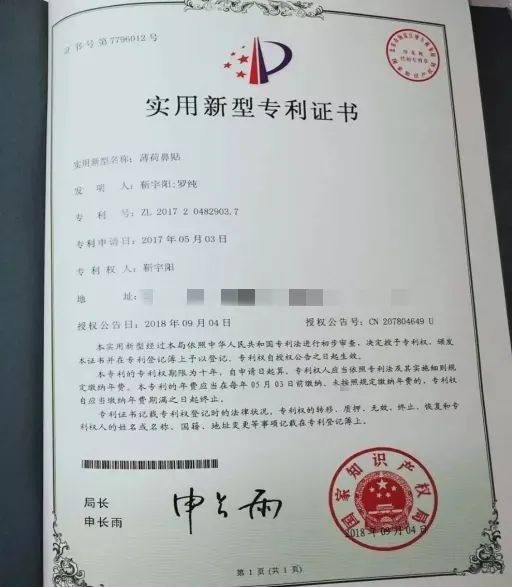 证书号第7796012号
实用新型专利证书
实用新型名称：薄荷鼻贴
发 明 人：靳宇阳;罗纯
专 利 号：ZL 2017 2 0482903.7
专利申请日：2017年05月03日
专 利 权 人：靳宇阳
地 址：
授权公告日：2018年09月04日 授权公告号：CN 207804649 U
本实用新型经过本局依照中华人民共和国专利法进行初步审查，决定授予专利权，颁发
本证书并在专利登记簿上予以登记。专利权自授权公告之日起生效。
本专利的专利权期限为十年，自申请日起算。专利权人应当依照专利法及其实施细则规
定缴纳年费。本专利的年费应当在每年05月03日前缴纳。未按照规定缴纳年费的，专利权
自应当缴纳年费期满之日起终止。
专利证书记载专利权登记时的法律状况。专利权的转移、质押、无效、终止、恢复和专
利权人的姓名或名称、国籍、地址变更等事项记载在专利登记簿上。
局长
申长雨
申长雨
国家知识产权局
2018年09月04日
第 1 页 (共 1 页)